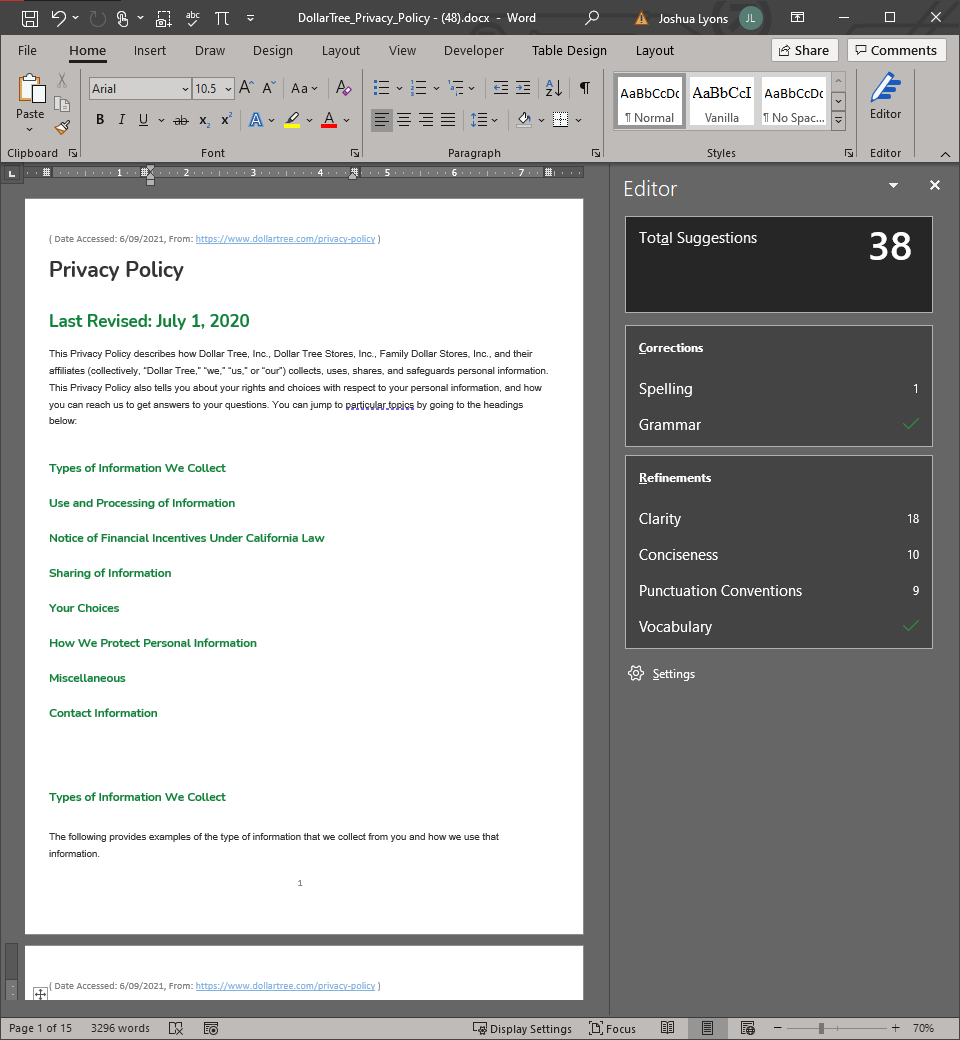 DollarTree_Privacy_Policy - (48).docx - Word
Joshua Lyons JL
File Home Insert Draw Design Layout View Developer Table Design Layout Share Comments
Paste
Arial 10.5 Aa
B I U ab x₂ x² A A
AaBbCcDc AaBbCcI AaBbCcDc
¶ Normal Vanilla ¶ No Spac...
Editor
Clipboard Font Paragraph Styles Editor
1 2 3 4 5 6 7
( Date Accessed: 6/09/2021, From: https://www.dollartree.com/privacy-policy )
Privacy Policy
Last Revised: July 1, 2020
This Privacy Policy describes how Dollar Tree, Inc., Dollar Tree Stores, Inc., Family Dollar Stores, Inc., and their
affiliates (collectively, “Dollar Tree,” “we,” “us,” or “our”) collects, uses, shares, and safeguards personal information.
This Privacy Policy also tells you about your rights and choices with respect to your personal information, and how
you can reach us to get answers to your questions. You can jump to particular topics by going to the headings
below:
Types of Information We Collect
Use and Processing of Information
Notice of Financial Incentives Under California Law
Sharing of Information
Your Choices
How We Protect Personal Information
Miscellaneous
Contact Information
Types of Information We Collect
The following provides examples of the type of information that we collect from you and how we use that
information.
1
( Date Accessed: 6/09/2021, From: https://www.dollartree.com/privacy-policy )
Editor
Total Suggestions 38
Corrections
Spelling 1
Grammar
Refinements
Clarity 18
Conciseness 10
Punctuation Conventions 9
Vocabulary
Settings
Page 1 of 15 3296 words Display Settings Focus 70%